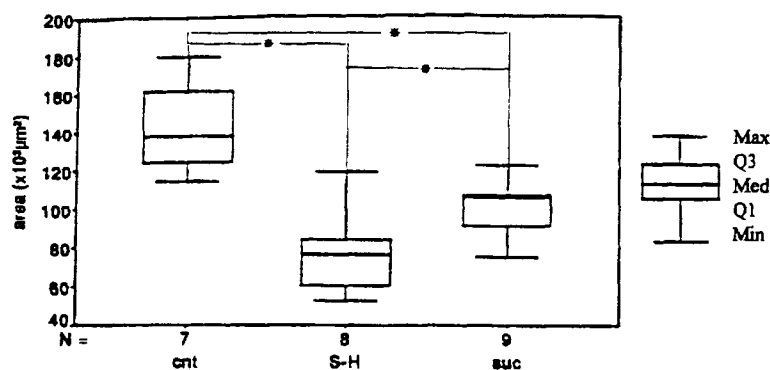 200
180
160
140
120
100
80
60
40
area (x10³µm²)
*
*
*
N = 7 8 9
cnt S-H suc
Max
Q3
Med
Q1
Min